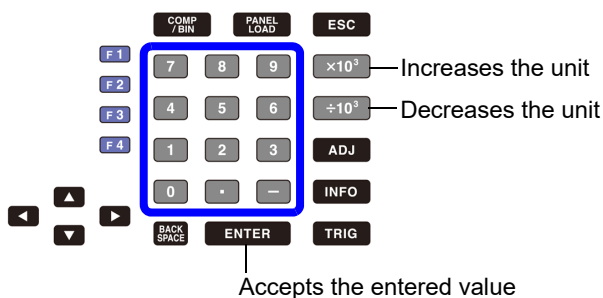 COMP / BIN PANEL LOAD ESC
F1
7 8 9 ×10³ Increases the unit
F2
4 5 6 ÷10³ Decreases the unit
F3
F4
1 2 3 ADJ
0 . − INFO
BACK SPACE ENTER TRIG
Accepts the entered value